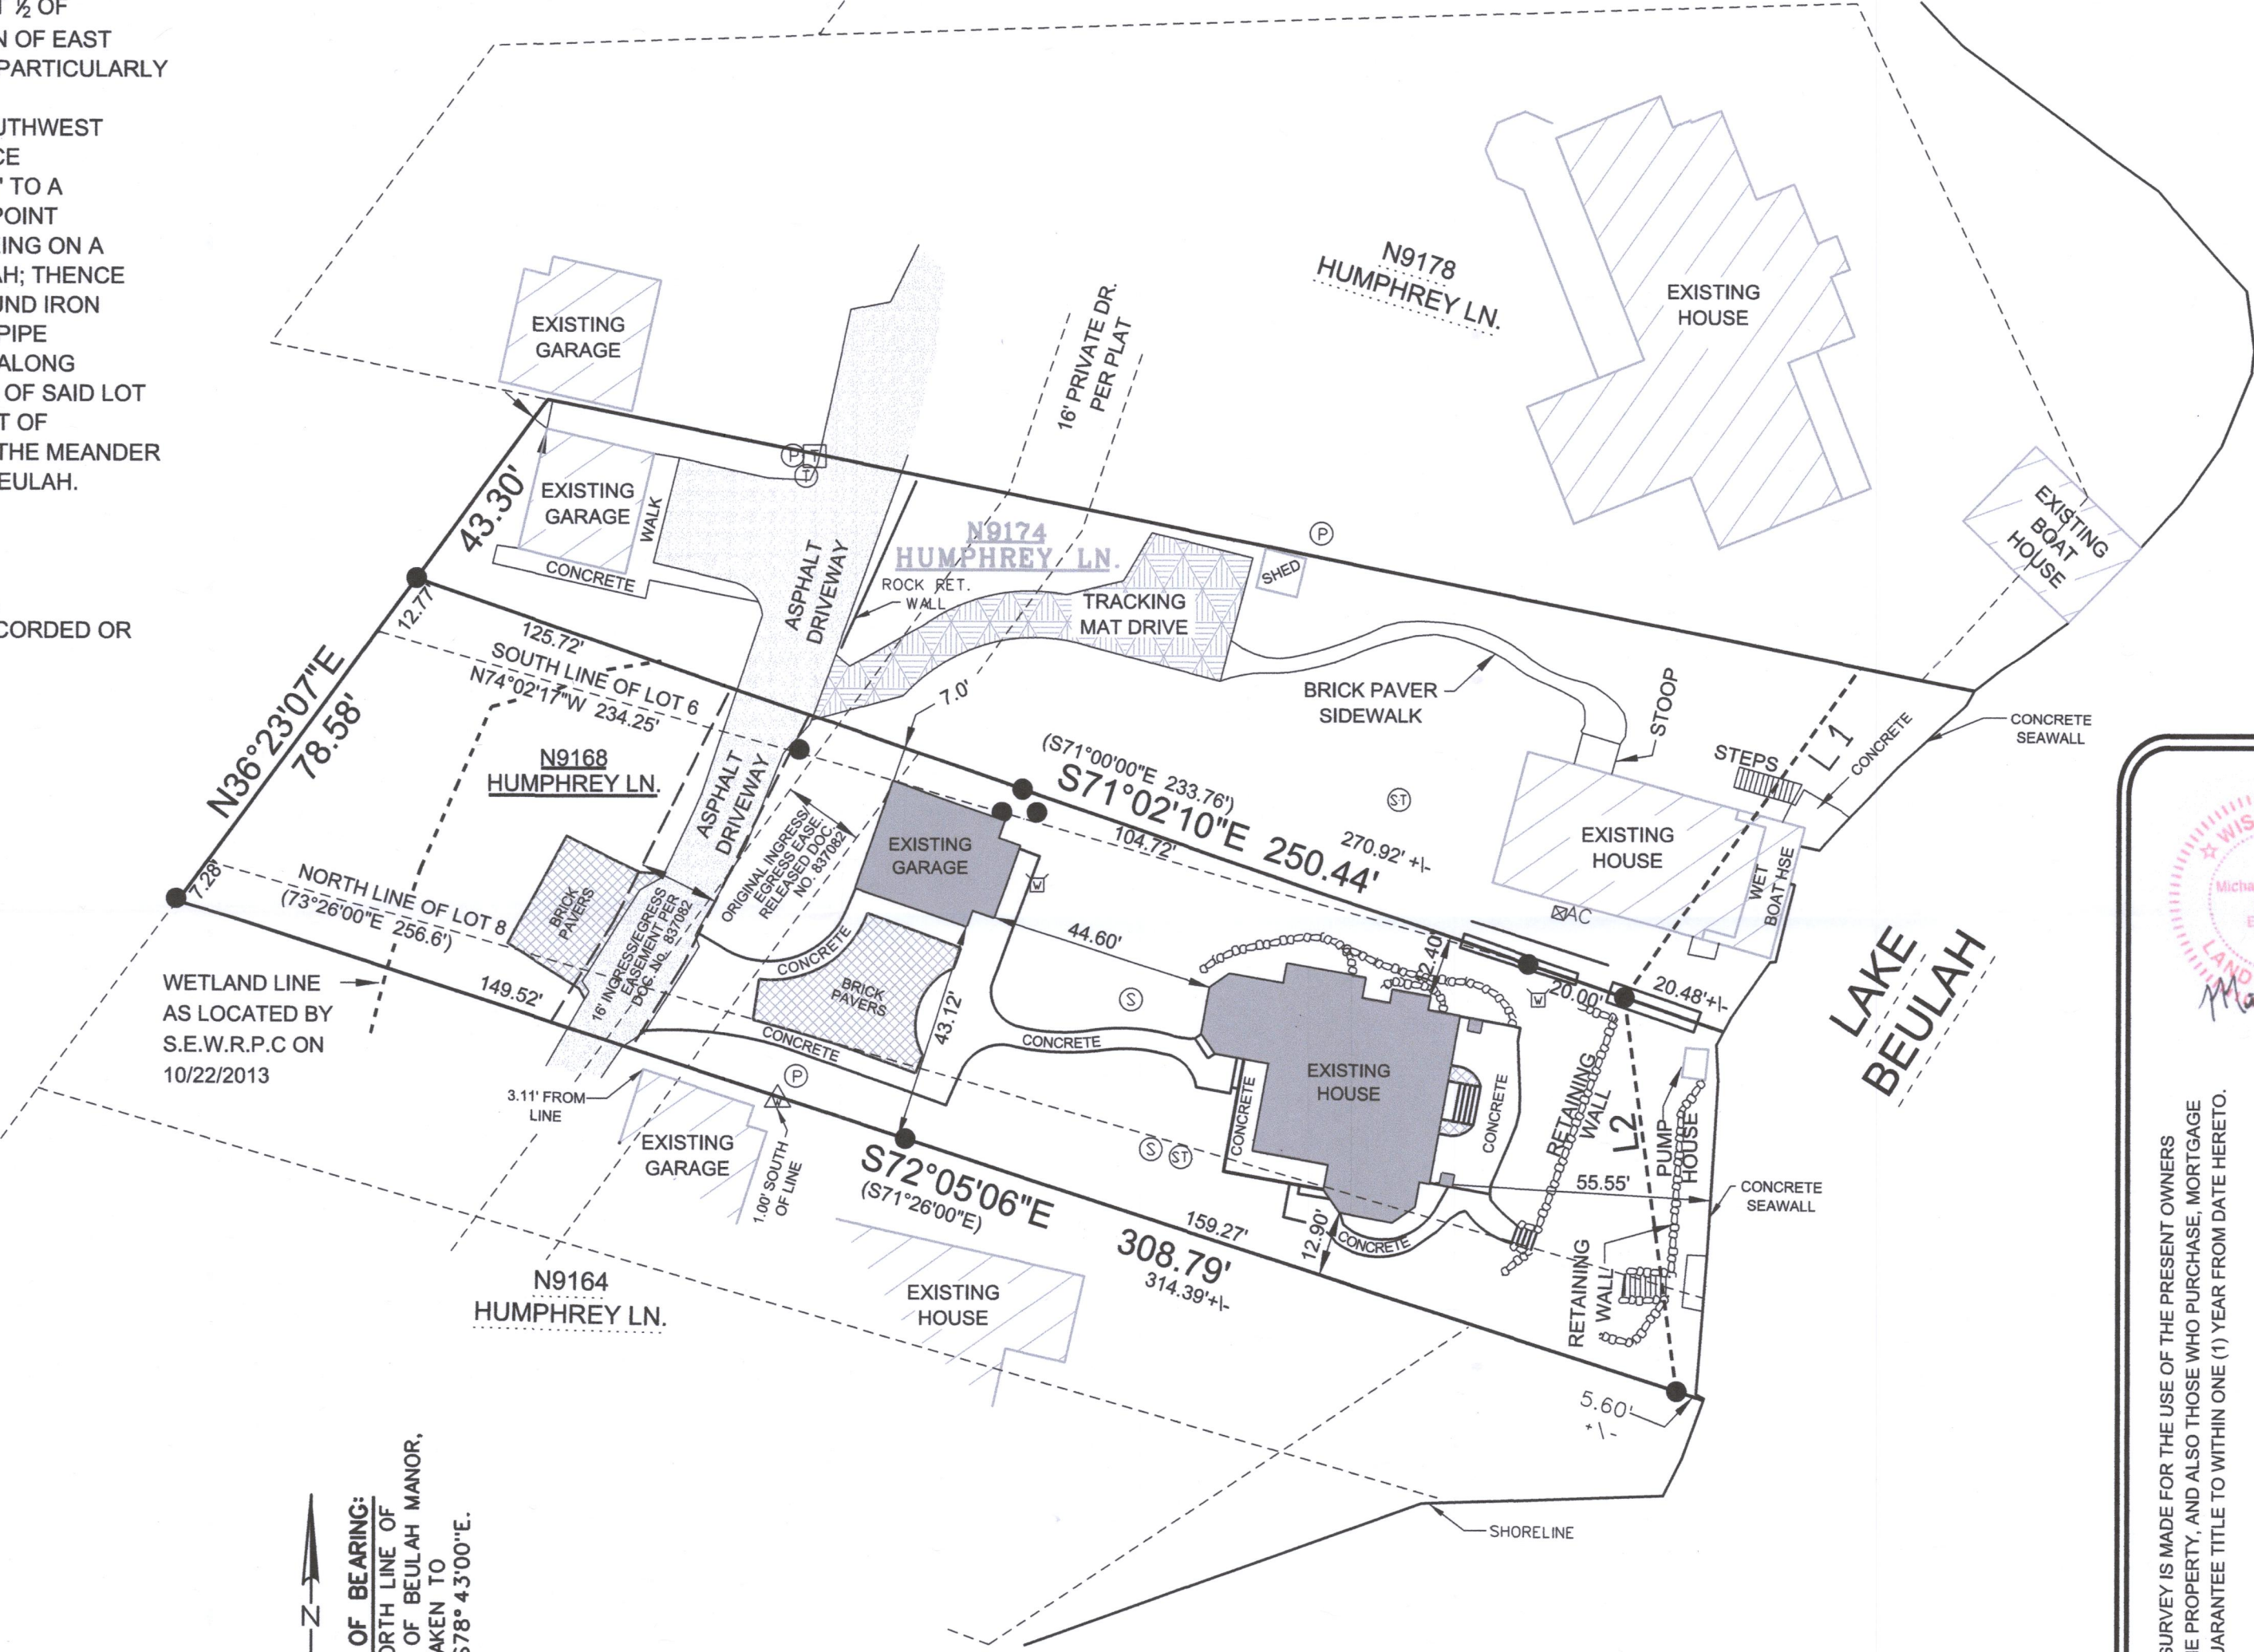 ½ OF
N OF EAST
PARTICULARLY
UTHWEST
CE
' TO A
POINT
ING ON A
AH; THENCE
UND IRON
PIPE
ALONG
OF SAID LOT
T OF
THE MEANDER
EULAH.
CORDED OR
N9178
HUMPHREY LN.
EXISTING
HOUSE
EXISTING
GARAGE
16' PRIVATE DR.
PER PLAT
EXISTING
BOAT
HOUSE
P
T
T
43.30'
EXISTING
GARAGE
WALK
CONCRETE
ASPHALT
DRIVEWAY
N9174
HUMPHREY LN.
ROCK RET.
WALL
P
SHED
TRACKING
MAT DRIVE
12.77'
125.72'
SOUTH LINE OF LOT 6
N74°02'17"W 234.25'
N36°23'07"E
78.58'
7.0'
BRICK PAVER
SIDEWALK
STOOP
STEPS
L1
CONCRETE
CONCRETE
SEAWALL
N9168
HUMPHREY LN.
ASPHALT
DRIVEWAY
(S71°00'00"E 233.76')
S71°02'10"E 250.44'
104.72'
270.92' +\-
ST
EXISTING
HOUSE
WET
BOAT HSE
AC
ORIGINAL INGRESS/
EGRESS EASE.
RELEASED DOC.
NO. 837082
EXISTING
GARAGE
W
7.28'
NORTH LINE OF LOT 8
(73°26'00"E 256.6')
BRICK
PAVERS
16' INGRESS/EGRESS
EASEMENT PER
DOC. No. 837082
CONCRETE
BRICK
PAVERS
44.60'
2.40'
20.00'
20.48'+\-
W
LAKE
BEULAH
WETLAND LINE
AS LOCATED BY
S.E.W.R.P.C ON
10/22/2013
149.52'
43.12'
S
CONCRETE
CONCRETE
EXISTING
HOUSE
CONCRETE
CONCRETE
RETAINING
WALL
L2
PUMP
HOUSE
3.11' FROM
LINE
P
W
EXISTING
GARAGE
1.00' SOUTH
OF LINE
S
ST
55.55'
CONCRETE
SEAWALL
S72°05'06"E
(S71°26'00"E)
159.27'
308.79'
314.39'+\-
12.90'
CONCRETE
RETAINING
WALL
N9164
HUMPHREY LN.
EXISTING
HOUSE
5.60'
+\-
SHORELINE
N
OF BEARING:
ORTH LINE OF
OF BEULAH MANOR,
AKEN TO
S78°43'00"E.
WIS
Micha
LAND
SURVEY IS MADE FOR THE USE OF THE PRESENT OWNERS
E PROPERTY, AND ALSO THOSE WHO PURCHASE, MORTGAGE
UARANTEE TITLE TO WITHIN ONE (1) YEAR FROM DATE HERETO.